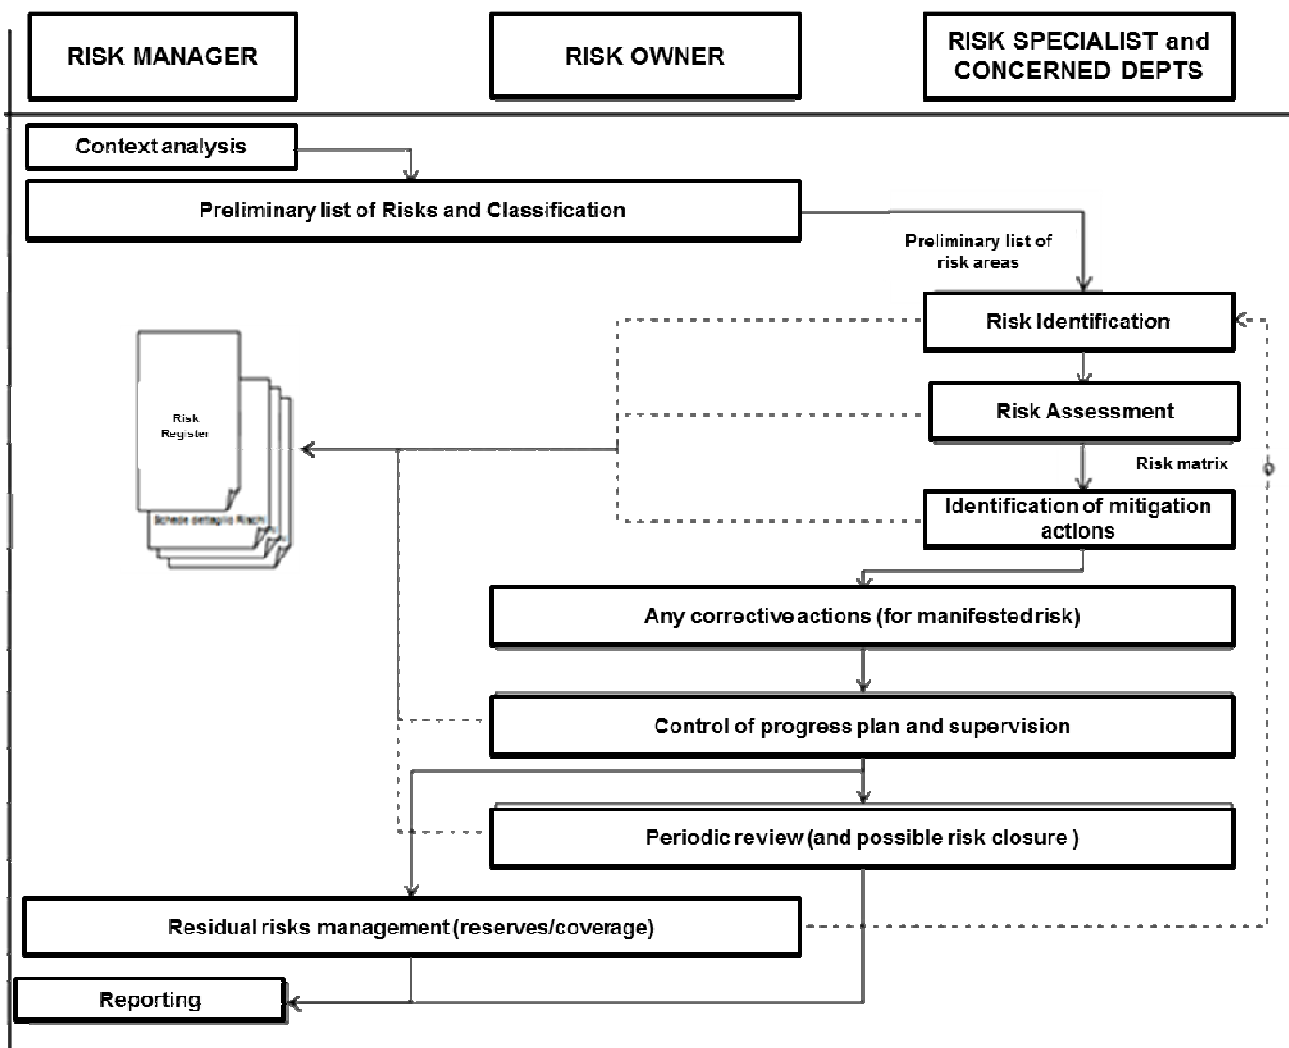 RISK MANAGER
RISK OWNER
RISK SPECIALIST and
CONCERNED DEPTS
Context analysis
Preliminary list of Risks and Classification
Preliminary list of
risk areas
Risk Identification
Risk
Register
Risk Assessment
Risk matrix
Schede dettaglio Rischi
Identification of mitigation
actions
Any corrective actions (for manifested risk)
Control of progress plan and supervision
Periodic review (and possible risk closure )
Residual risks management (reserves/coverage)
Reporting